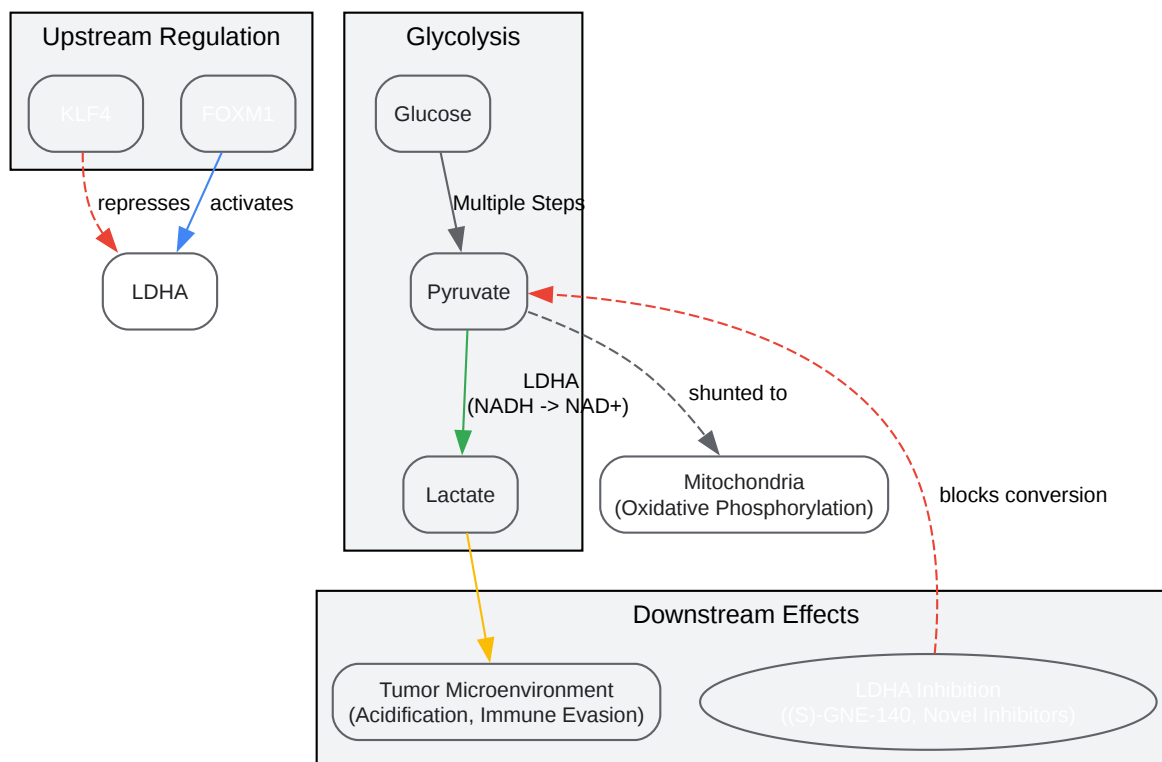 Upstream Regulation
KLF4
FOXM1
represses
activates
LDHA
Glycolysis
Glucose
Multiple Steps
Pyruvate
LDHA
(NADH -> NAD+)
shunted to
Lactate
Mitochondria
(Oxidative Phosphorylation)
blocks conversion
Downstream Effects
Tumor Microenvironment
(Acidification, Immune Evasion)
LDHA Inhibition
((S)-GNE-140, Novel Inhibitors)